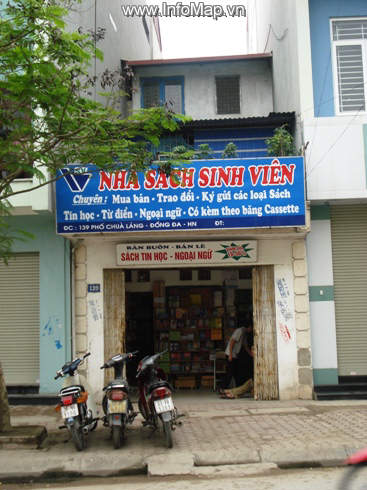 www.InfoMap.vn
NHÀ SÁCH SINH VIÊN
Chuyên: Mua bán - Trao đổi - Ký gửi các loại Sách
Tin học - Từ điển - Ngoại ngữ - Có kèm theo băng Cassette
ĐC : 139 PHỐ CHÙA LÁNG - ĐỐNG ĐA - HN ĐT:
BÁN BUÔN - BÁN LẺ
SÁCH TIN HỌC - NGOẠI NGỮ
139